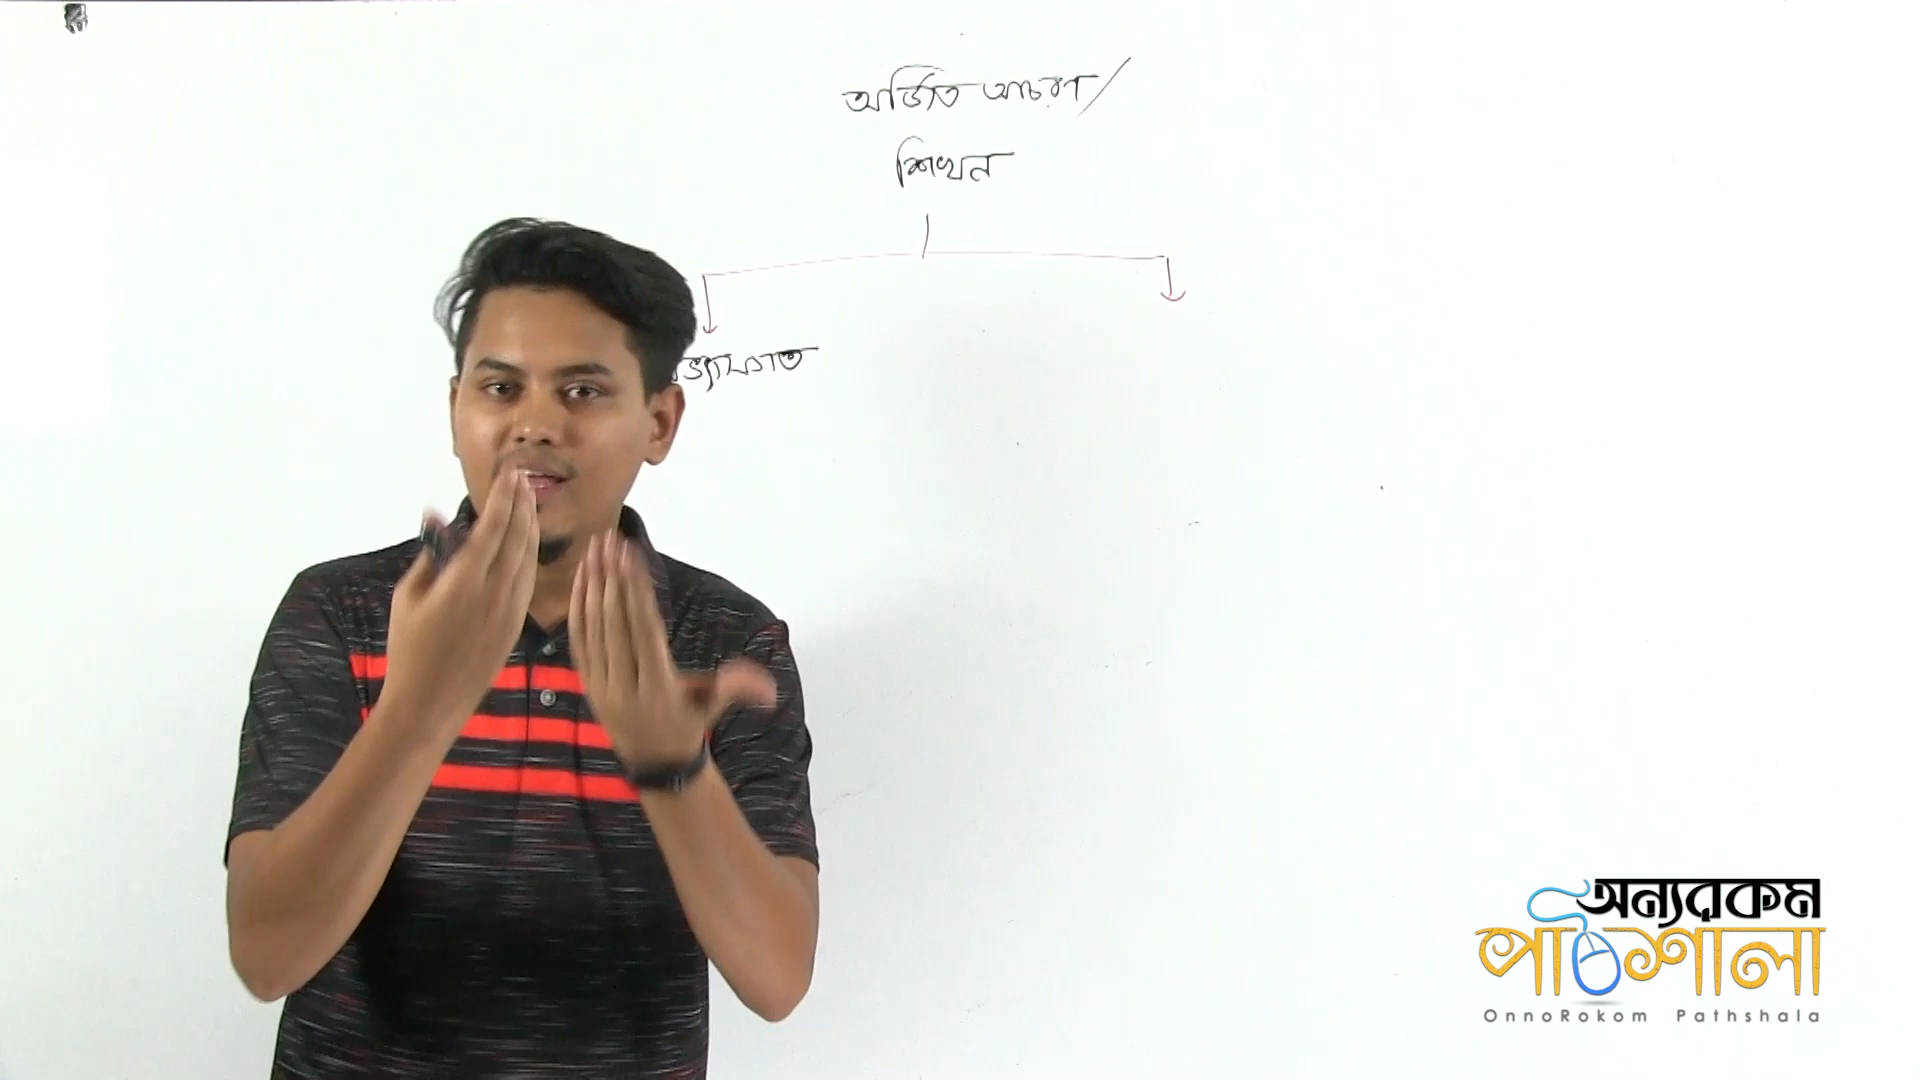 অর্জিত আচরণ/
শিখন
অন্যরকম
পাঠশালা
OnnoRokom Pathshala